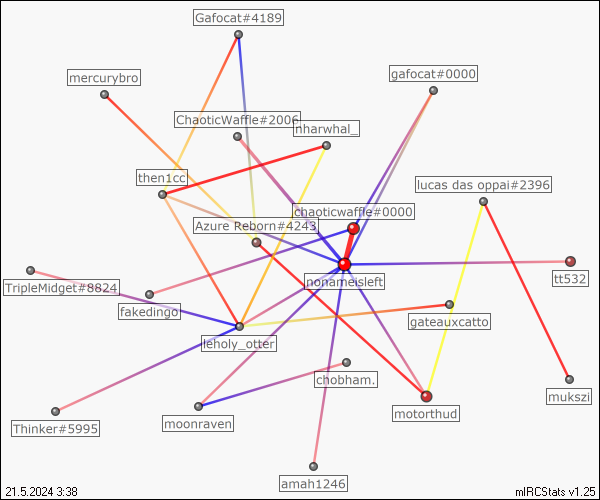 Gafocat#4189
mercurybro
gafocat#0000
ChaoticWaffle#2006
nharwhal_
then1cc
lucas das oppai#2396
chaoticwaffle#0000
Azure Reborn#4243
nonameisleft
tt532
TripleMidget#8824
fakedingo
gateauxcatto
leholy_otter
chobham.
mukszi
motorthud
moonraven
Thinker#5995
amah1246
21.5.2024 3:38
mIRCStats v1.25